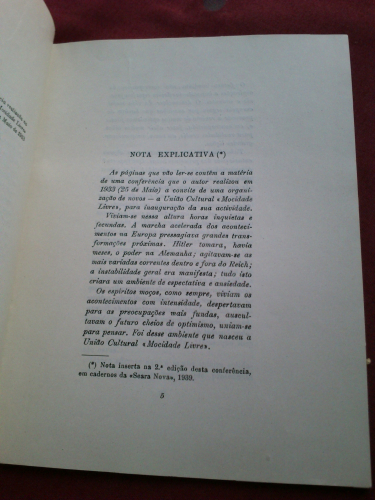 NOTA EXPLICATIVA (*)
As páginas que vão ler-se contêm a matéria
de uma conferência que o autor realizou em
1933 (25 de Maio) a convite de uma organi-
zação de novos — a União Cultural «Mocidade
Livre», para inauguração da sua actividade.
Viviam-se nessa altura horas inquietas e
fecundas. A marcha acelerada dos aconteci-
mentos na Europa pressagiava grandes trans-
formações próximas. Hitler tomara, havia
meses, o poder na Alemanha; agitavam-se as
mais variadas correntes dentro e fora do Reich;
a instabilidade geral era manifesta; tudo isto
criara um ambiente de expectativa e ansiedade.
Os espíritos moços, como sempre, viviam os
acontecimentos com intensidade, despertavam
para as preocupações mais fundas, auscul-
tavam o futuro cheios de optimismo, uniam-se
para pensar. Foi desse ambiente que nasceu a
União Cultural «Mocidade Livre».
(*) Nota inserta na 2.ª edição desta conferência,
em cadernos da «Seara Nova», 1939.
5